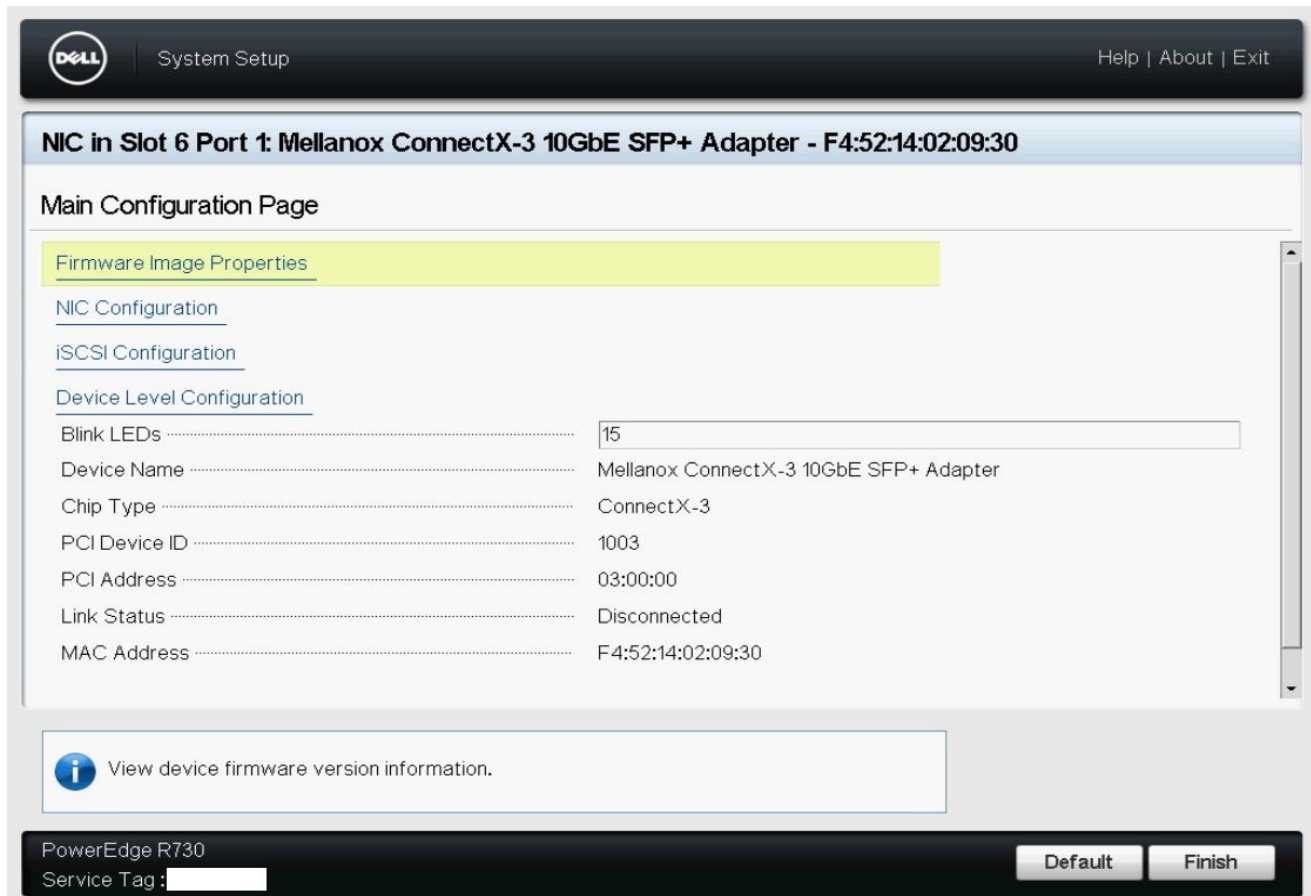 DELL
System Setup
Help | About | Exit
NIC in Slot 6 Port 1: Mellanox ConnectX-3 10GbE SFP+ Adapter - F4:52:14:02:09:30
Main Configuration Page
Firmware Image Properties
NIC Configuration
iSCSI Configuration
Device Level Configuration
Blink LEDs 15
Device Name Mellanox ConnectX-3 10GbE SFP+ Adapter
Chip Type ConnectX-3
PCI Device ID 1003
PCI Address 03:00:00
Link Status Disconnected
MAC Address F4:52:14:02:09:30
i View device firmware version information.
PowerEdge R730
Service Tag :
Default Finish